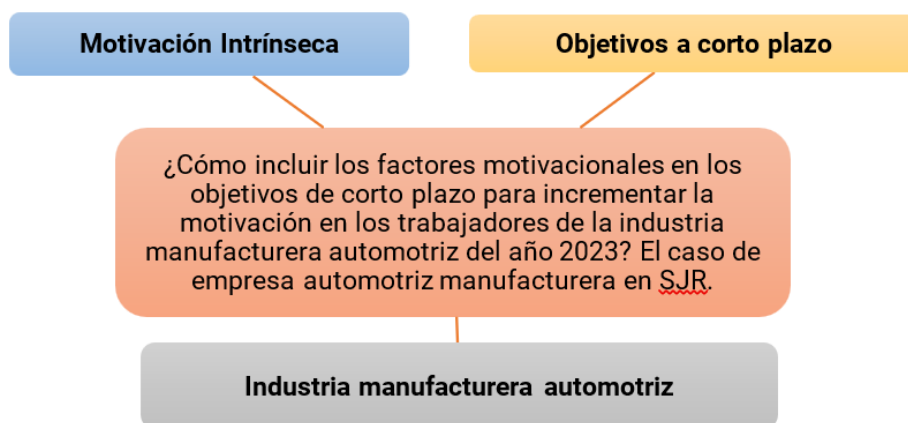 Motivación Intrínseca
Objetivos a corto plazo
¿Cómo incluir los factores motivacionales en los
objetivos de corto plazo para incrementar la
motivación en los trabajadores de la industria
manufacturera automotriz del año 2023? El caso de
empresa automotriz manufacturera en SJR.
Industria manufacturera automotriz